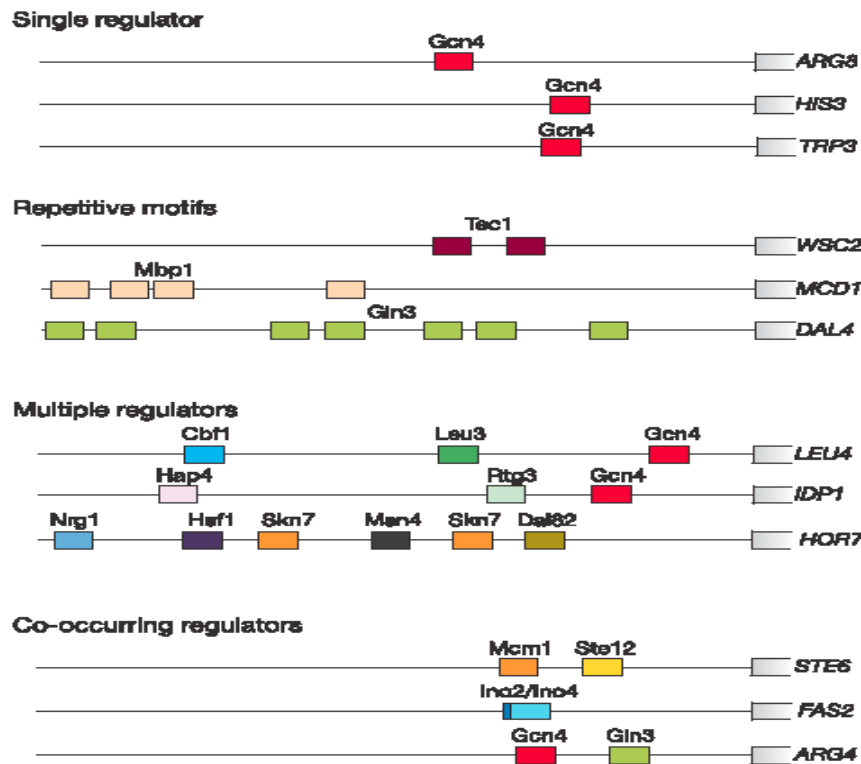 Single regulator
Gcn4
ARG8
Gcn4
HIS3
Gcn4
TRP3
Repetitive motifs
Tec1
WSC2
Mbp1
MCD1
Gln3
DAL4
Multiple regulators
Cbf1 Leu3 Gcn4
LEU4
Hap4 Rtg3 Gcn4
IDP1
Nrg1 Hsf1 Skn7 Msn4 Skn7 Dal82
HOR7
Co-occurring regulators
Mcm1 Ste12
STE6
Ino2/Ino4
FAS2
Gcn4 Gln3
ARG4